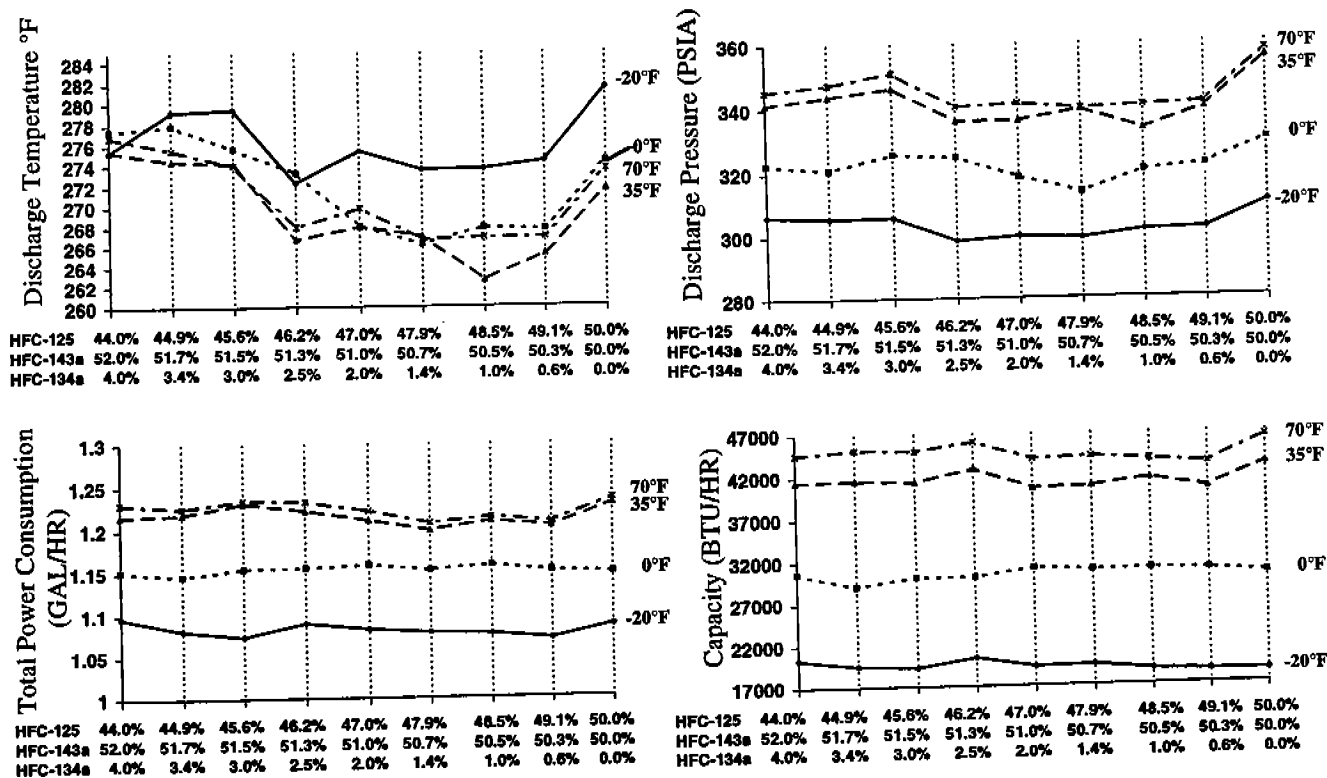 Discharge Temperature °F
284
284
282
280
278
276
274
272
270
268
266
264
262
260
-20°F
0°F
70°F
35°F
HFC-125 44.0% 44.9% 45.6% 46.2% 47.0% 47.9% 48.5% 49.1% 50.0%
HFC-143a 52.0% 51.7% 51.5% 51.3% 51.0% 50.7% 50.5% 50.3% 50.0%
HFC-134a 4.0% 3.4% 3.0% 2.5% 2.0% 1.4% 1.0% 0.6% 0.0%
Discharge Pressure (PSIA)
360
340
320
300
280
70°F
35°F
0°F
-20°F
HFC-125 44.0% 44.9% 45.6% 46.2% 47.0% 47.9% 48.5% 49.1% 50.0%
HFC-143a 52.0% 51.7% 51.5% 51.3% 51.0% 50.7% 50.5% 50.3% 50.0%
HFC-134a 4.0% 3.4% 3.0% 2.5% 2.0% 1.4% 1.0% 0.6% 0.0%
Total Power Consumption
(GAL/HR)
1.3
1.25
1.2
1.15
1.1
1.05
1
70°F
35°F
0°F
-20°F
HFC-125 44.0% 44.9% 45.6% 46.2% 47.0% 47.9% 48.5% 49.1% 50.0%
HFC-143a 52.0% 51.7% 51.5% 51.3% 51.0% 50.7% 50.5% 50.3% 50.0%
HFC-134a 4.0% 3.4% 3.0% 2.5% 2.0% 1.4% 1.0% 0.6% 0.0%
Capacity (BTU/HR)
47000
42000
37000
32000
27000
22000
17000
70°F
35°F
0°F
-20°F
HFC-125 44.0% 44.9% 45.6% 46.2% 47.0% 47.9% 48.5% 49.1% 50.0%
HFC-143a 52.0% 51.7% 51.5% 51.3% 51.0% 50.7% 50.5% 50.3% 50.0%
HFC-134a 4.0% 3.4% 3.0% 2.5% 2.0% 1.4% 1.0% 0.6% 0.0%